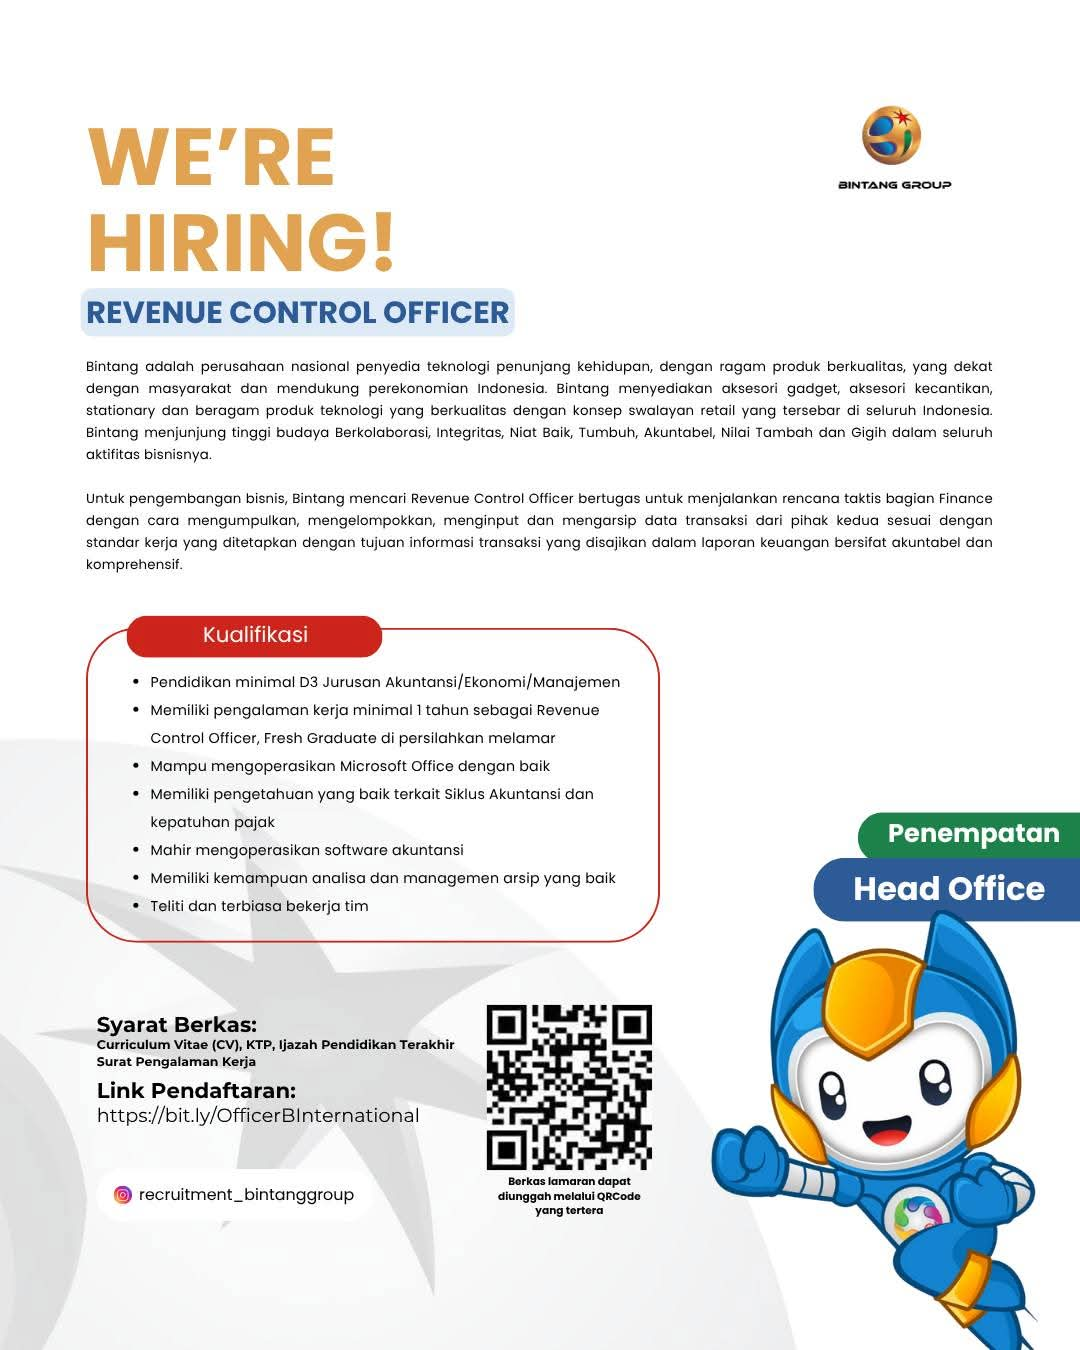 WE’RE
HIRING!
BINTANG GROUP
REVENUE CONTROL OFFICER
Bintang adalah perusahaan nasional penyedia teknologi penunjang kehidupan, dengan ragam produk berkualitas, yang dekat
dengan masyarakat dan mendukung perekonomian Indonesia. Bintang menyediakan aksesori gadget, aksesori kecantikan,
stationary dan beragam produk teknologi yang berkualitas dengan konsep swalayan retail yang tersebar di seluruh Indonesia.
Bintang menjunjung tinggi budaya Berkolaborasi, Integritas, Niat Baik, Tumbuh, Akuntabel, Nilai Tambah dan Gigih dalam seluruh
aktifitas bisnisnya.
Untuk pengembangan bisnis, Bintang mencari Revenue Control Officer bertugas untuk menjalankan rencana taktis bagian Finance
dengan cara mengumpulkan, mengelompokkan, menginput dan mengarsip data transaksi dari pihak kedua sesuai dengan
standar kerja yang ditetapkan dengan tujuan informasi transaksi yang disajikan dalam laporan keuangan bersifat akuntabel dan
komprehensif.
Kualifikasi
• Pendidikan minimal D3 Jurusan Akuntansi/Ekonomi/Manajemen
• Memiliki pengalaman kerja minimal 1 tahun sebagai Revenue
Control Officer, Fresh Graduate di persilahkan melamar
• Mampu mengoperasikan Microsoft Office dengan baik
• Memiliki pengetahuan yang baik terkait Siklus Akuntansi dan
kepatuhan pajak
• Mahir mengoperasikan software akuntansi
• Memiliki kemampuan analisa dan managemen arsip yang baik
• Teliti dan terbiasa bekerja tim
Penempatan
Head Office
Syarat Berkas:
Curriculum Vitae (CV), KTP, Ijazah Pendidikan Terakhir
Surat Pengalaman Kerja
Link Pendaftaran:
https://bit.ly/OfficerBInternational
recruitment_bintanggroup
Berkas lamaran dapat
diunggah melalui QRCode
yang tertera